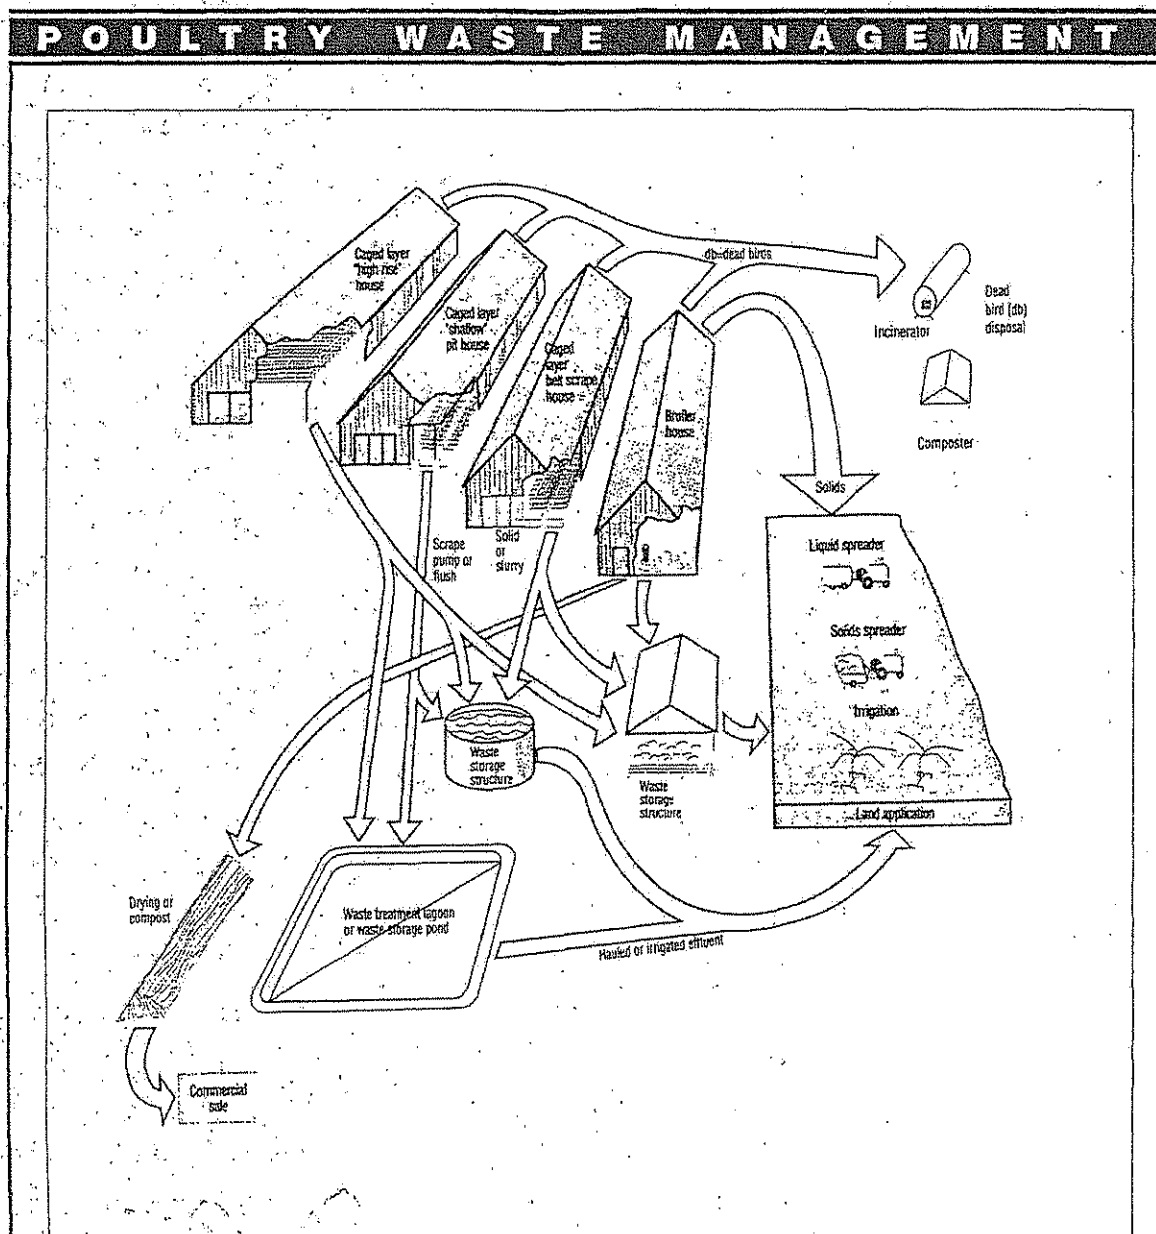 POULTRY WASTE MANAGEMENT
Caged layer
"high rise"
house
Caged layer
"shallow"
pit house
Caged
layer
belt scrape
house
Broiler
house
db=dead birds
Incinerator
Dead
bird (db)
disposal
Composter
Solids
Scrape
pump or
flush
Solid
or
slurry
Liquid spreader
Solids spreader
Irrigation
Land application
Waste
storage
structure
Waste
storage
structure
Drying or
compost
Waste treatment lagoon
or waste storage pond
Hauled or irrigated effluent
Commercial
sale